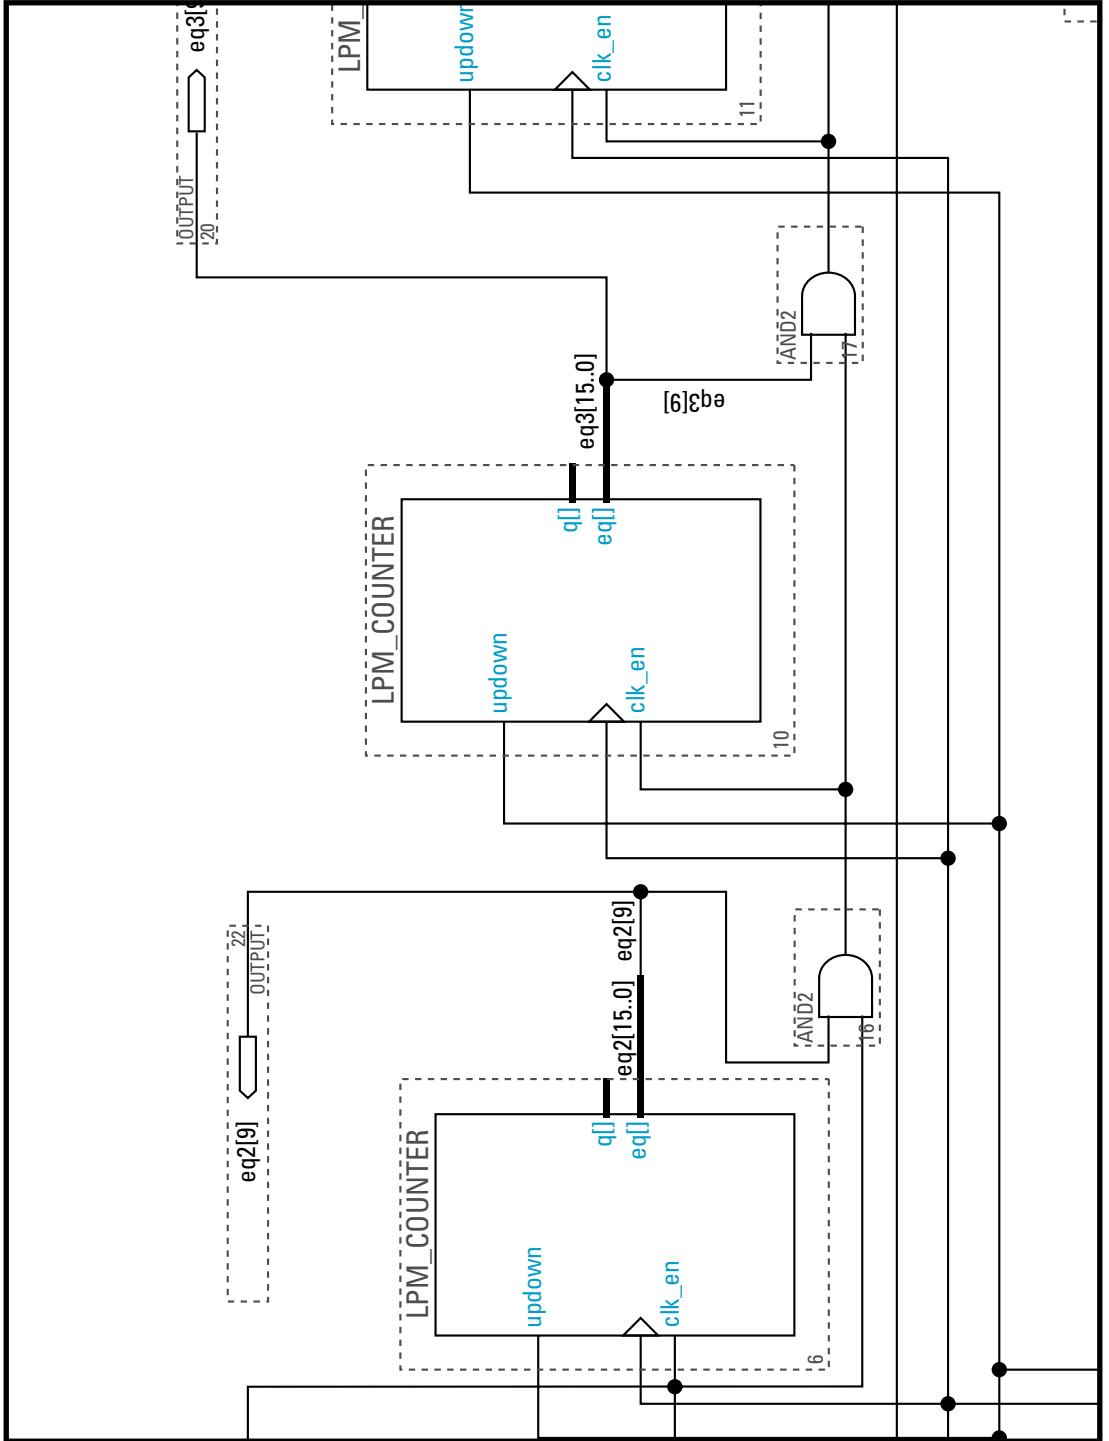 eq3[9
OUTPUT
20
LPM_
updown
clk_en
11
AND2
17
eq3[15..0]
eq3[9]
LPM_COUNTER
q[]
eq[]
updown
clk_en
10
22
OUTPUT
eq2[9]
eq2[9]
eq2[15..0]
AND2
16
LPM_COUNTER
q[]
eq[]
updown
clk_en
6